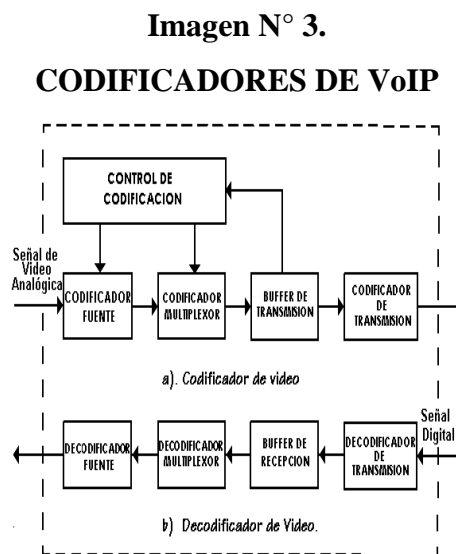 Imagen N° 3.
CODIFICADORES DE VoIP
CONTROL DE
CODIFICACION
Señal de
Video
Analógica
CODIFICADOR
FUENTE
CODIFICADOR
MULTIPLEXOR
BUFFER DE
TRANSMISION
CODIFICADOR
DE
TRANSMISION
a). Codificador de video
Señal
Digital
DECODIFICADOR
FUENTE
DECODIFICADOR
MULTIPLEXOR
BUFFER DE
RECEPCION
DECODIFICADOR
DE
TRANSMISION
b) Decodificador de Video.